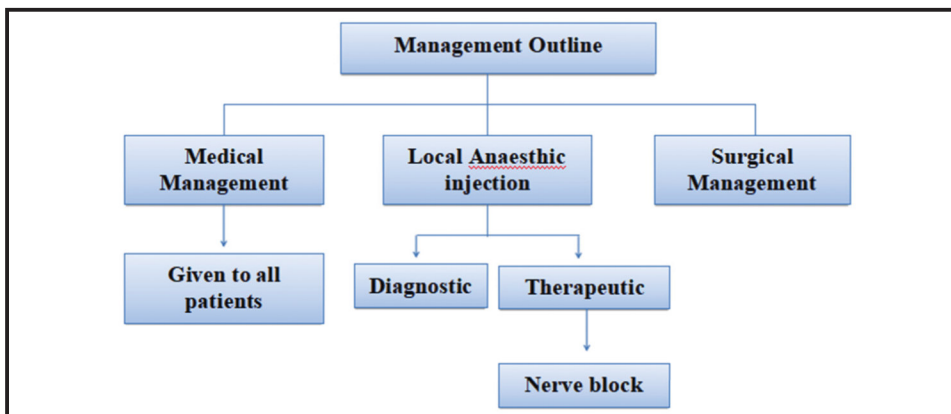 Management Outline
Medical
Management
Local Anaesthic
injection
Surgical
Management
Given to all
patients
Diagnostic
Therapeutic
Nerve block